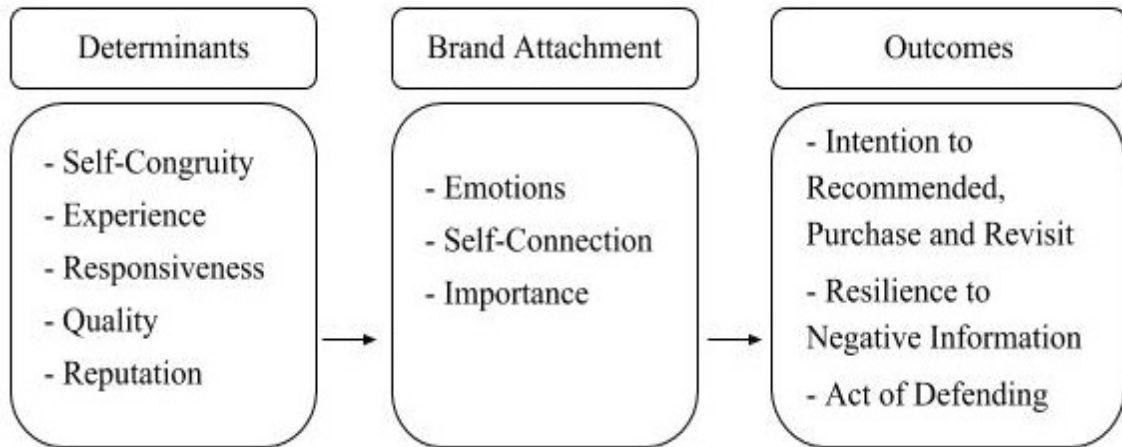 Determinants
- Self-Congruity
- Experience
- Responsiveness
- Quality
- Reputation
Brand Attachment
- Emotions
- Self-Connection
- Importance
Outcomes
- Intention to
Recommended,
Purchase and Revisit
- Resilience to
Negative Information
- Act of Defending